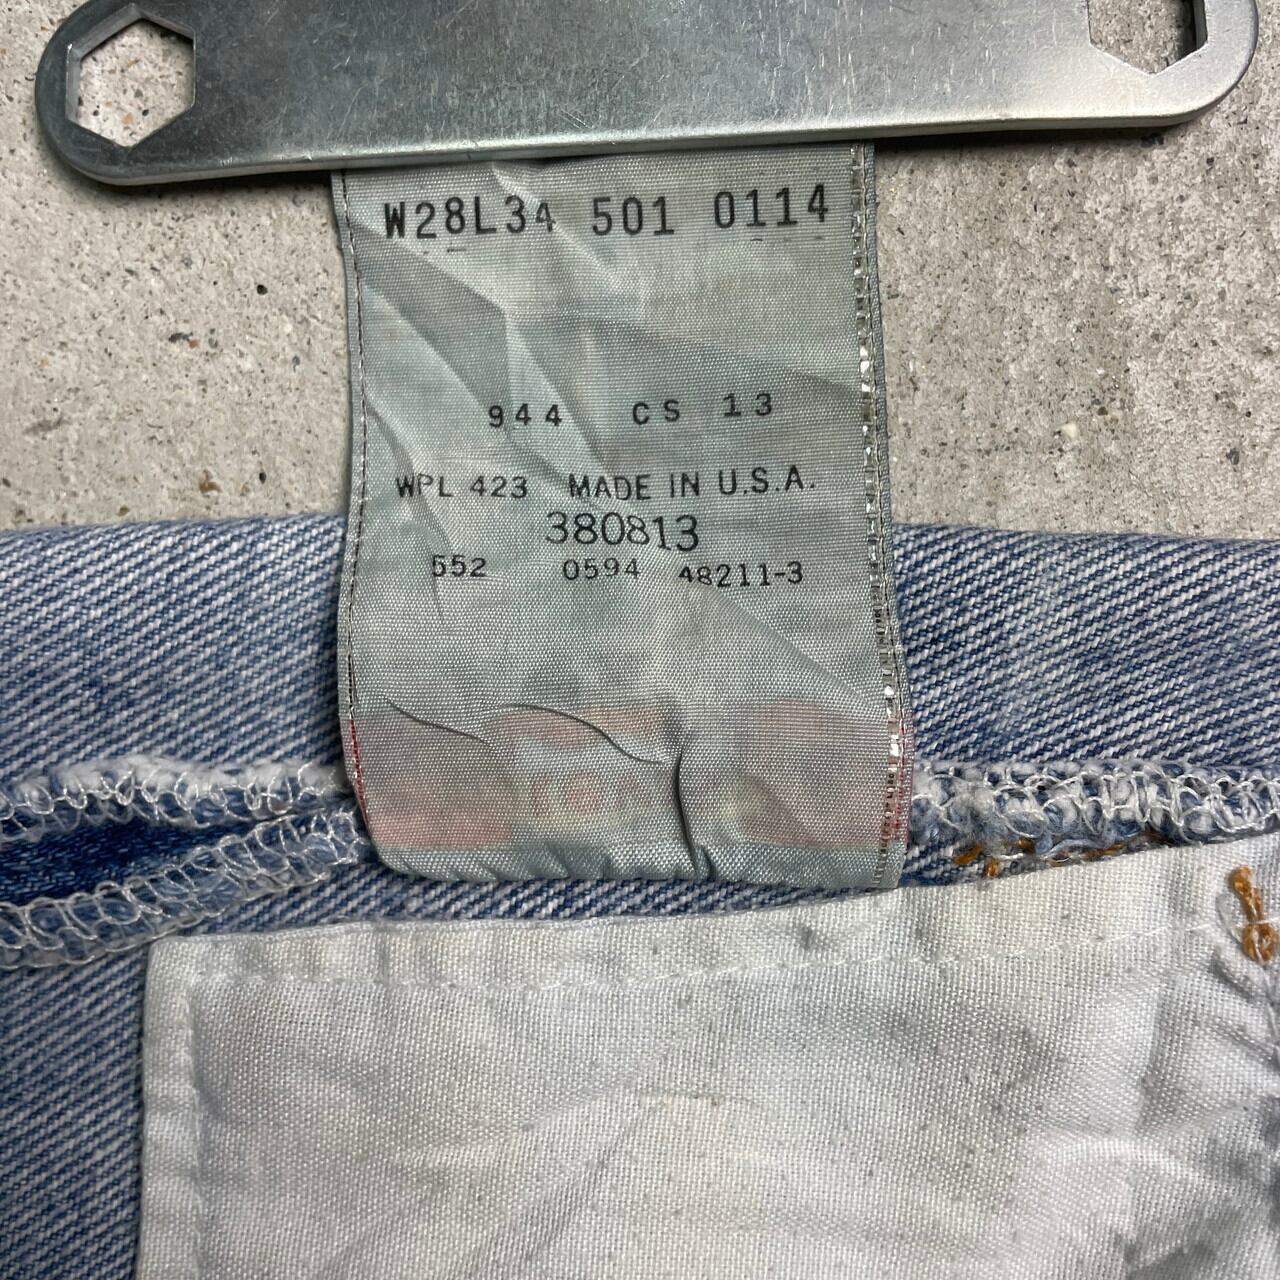 W28L34 501 0114
944 CS 13
WPL 423 MADE IN U.S.A.
380813
552 0594 48211-3